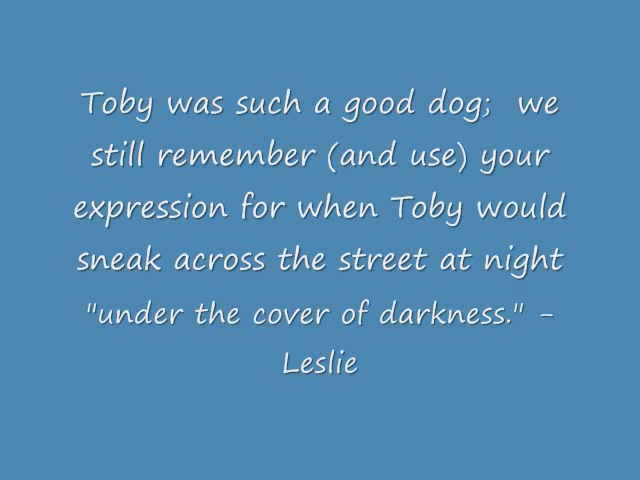 Toby was such a good dog;  we
still remember (and use) your
expression for when Toby would
sneak across the street at night
"under the cover of darkness." -
Leslie